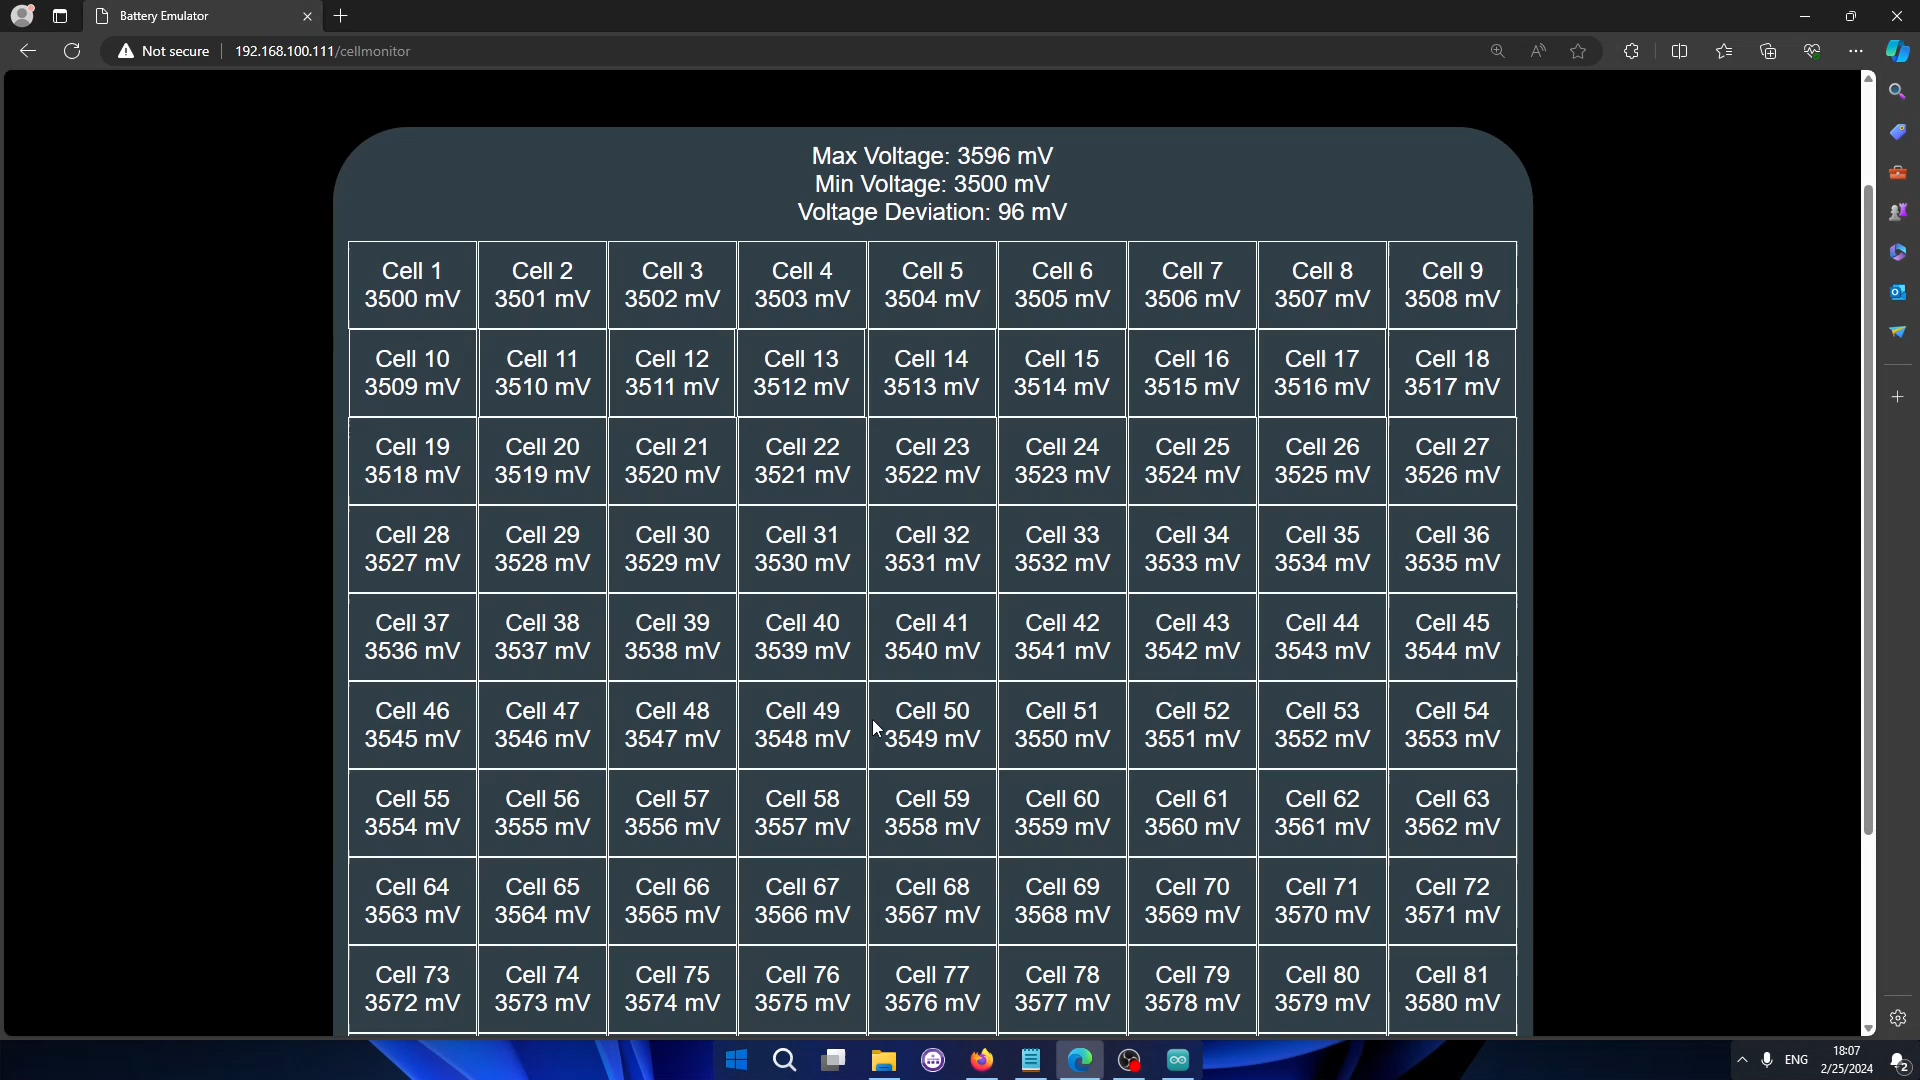 Battery Emulator
Not secure 192.168.100.111/cellmonitor
Max Voltage: 3596 mV
Min Voltage: 3500 mV
Voltage Deviation: 96 mV
Cell 1 Cell 2 Cell 3 Cell 4 Cell 5 Cell 6 Cell 7 Cell 8 Cell 9
3500 mV 3501 mV 3502 mV 3503 mV 3504 mV 3505 mV 3506 mV 3507 mV 3508 mV
Cell 10 Cell 11 Cell 12 Cell 13 Cell 14 Cell 15 Cell 16 Cell 17 Cell 18
3509 mV 3510 mV 3511 mV 3512 mV 3513 mV 3514 mV 3515 mV 3516 mV 3517 mV
Cell 19 Cell 20 Cell 21 Cell 22 Cell 23 Cell 24 Cell 25 Cell 26 Cell 27
3518 mV 3519 mV 3520 mV 3521 mV 3522 mV 3523 mV 3524 mV 3525 mV 3526 mV
Cell 28 Cell 29 Cell 30 Cell 31 Cell 32 Cell 33 Cell 34 Cell 35 Cell 36
3527 mV 3528 mV 3529 mV 3530 mV 3531 mV 3532 mV 3533 mV 3534 mV 3535 mV
Cell 37 Cell 38 Cell 39 Cell 40 Cell 41 Cell 42 Cell 43 Cell 44 Cell 45
3536 mV 3537 mV 3538 mV 3539 mV 3540 mV 3541 mV 3542 mV 3543 mV 3544 mV
Cell 46 Cell 47 Cell 48 Cell 49 Cell 50 Cell 51 Cell 52 Cell 53 Cell 54
3545 mV 3546 mV 3547 mV 3548 mV 3549 mV 3550 mV 3551 mV 3552 mV 3553 mV
Cell 55 Cell 56 Cell 57 Cell 58 Cell 59 Cell 60 Cell 61 Cell 62 Cell 63
3554 mV 3555 mV 3556 mV 3557 mV 3558 mV 3559 mV 3560 mV 3561 mV 3562 mV
Cell 64 Cell 65 Cell 66 Cell 67 Cell 68 Cell 69 Cell 70 Cell 71 Cell 72
3563 mV 3564 mV 3565 mV 3566 mV 3567 mV 3568 mV 3569 mV 3570 mV 3571 mV
Cell 73 Cell 74 Cell 75 Cell 76 Cell 77 Cell 78 Cell 79 Cell 80 Cell 81
3572 mV 3573 mV 3574 mV 3575 mV 3576 mV 3577 mV 3578 mV 3579 mV 3580 mV
ENG
18:07
2/25/2024
2